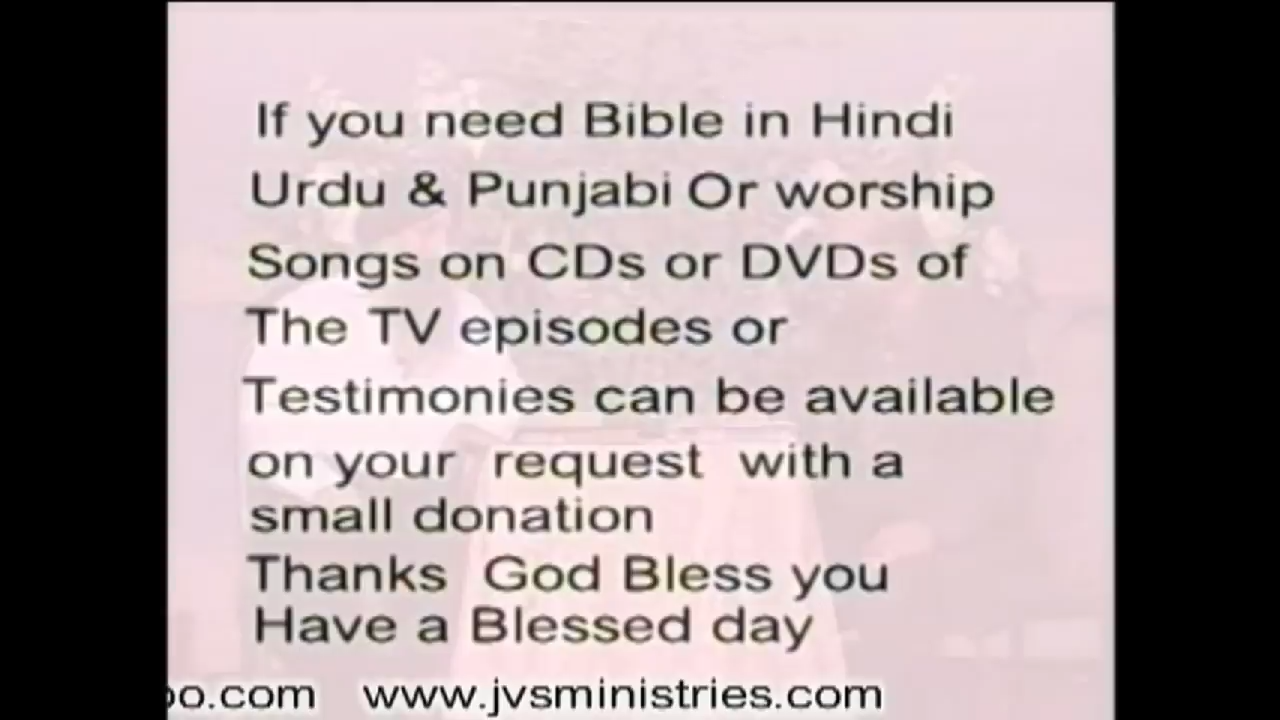 If you need Bible in Hindi
Urdu & Punjabi Or worship
Songs on CDs or DVDs of
The TV episodes or
Testimonies can be available
on your request with a
small donation
Thanks God Bless you
Have a Blessed day
www.jvsministries.com